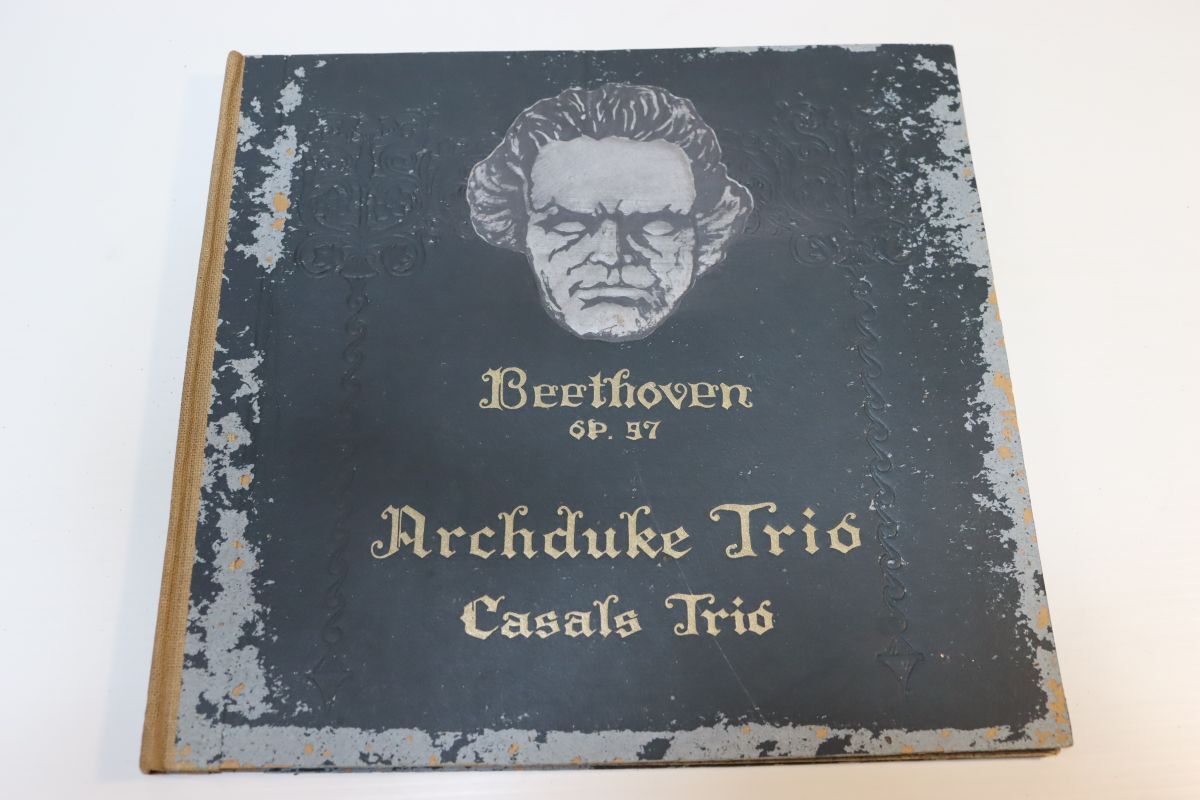 Beethoven
op. 97
Archduke Trio
Casals Trio